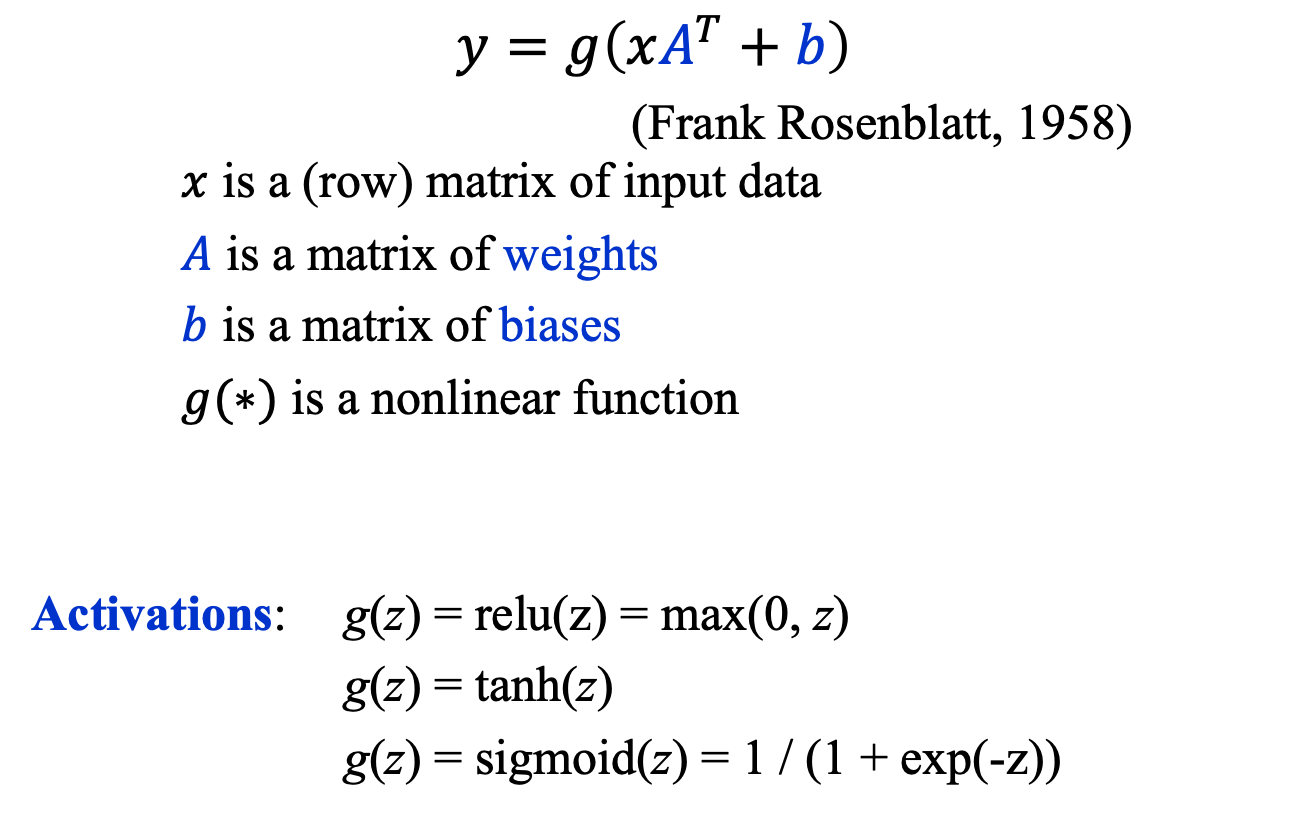 y = g(xAᵀ + b)
(Frank Rosenblatt, 1958)
x is a (row) matrix of input data
A is a matrix of weights
b is a matrix of biases
g(∗) is a nonlinear function
Activations: g(z) = relu(z) = max(0, z)
g(z) = tanh(z)
g(z) = sigmoid(z) = 1 / (1 + exp(-z))